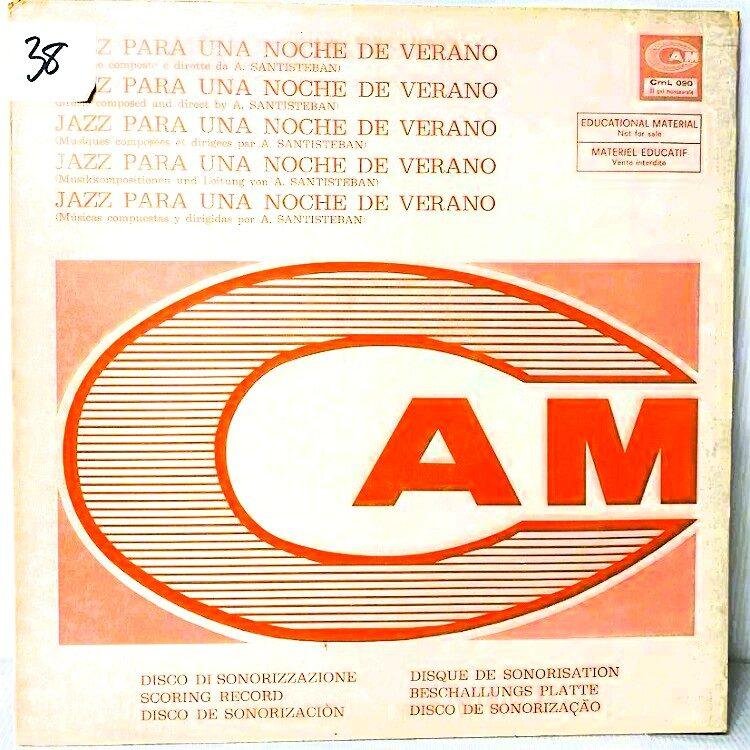 38
ZZ PARA UNA NOCHE DE VERANO
composte e dirette da A. SANTISTEBAN)
ZZ PARA UNA NOCHE DE VERANO
composed and direct by A. SANTISTEBAN)
JAZZ PARA UNA NOCHE DE VERANO
(Musiques composées et dirigées par A. SANTISTEBAN)
JAZZ PARA UNA NOCHE DE VERANO
(Musikkompositionen und Leitung von A. SANTISTEBAN)
JAZZ PARA UNA NOCHE DE VERANO
(Músicas compuestas y dirigidas por A. SANTISTEBAN)
CAM
CmL 090
EDUCATIONAL MATERIAL
Not for sale
MATERIEL EDUCATIF
Vente interdite
CAM
DISCO DI SONORIZZAZIONE
SCORING RECORD
DISCO DE SONORIZACIÒN
DISQUE DE SONORISATION
BESCHALLUNGS PLATTE
DISCO DE SONORIZAÇÃO